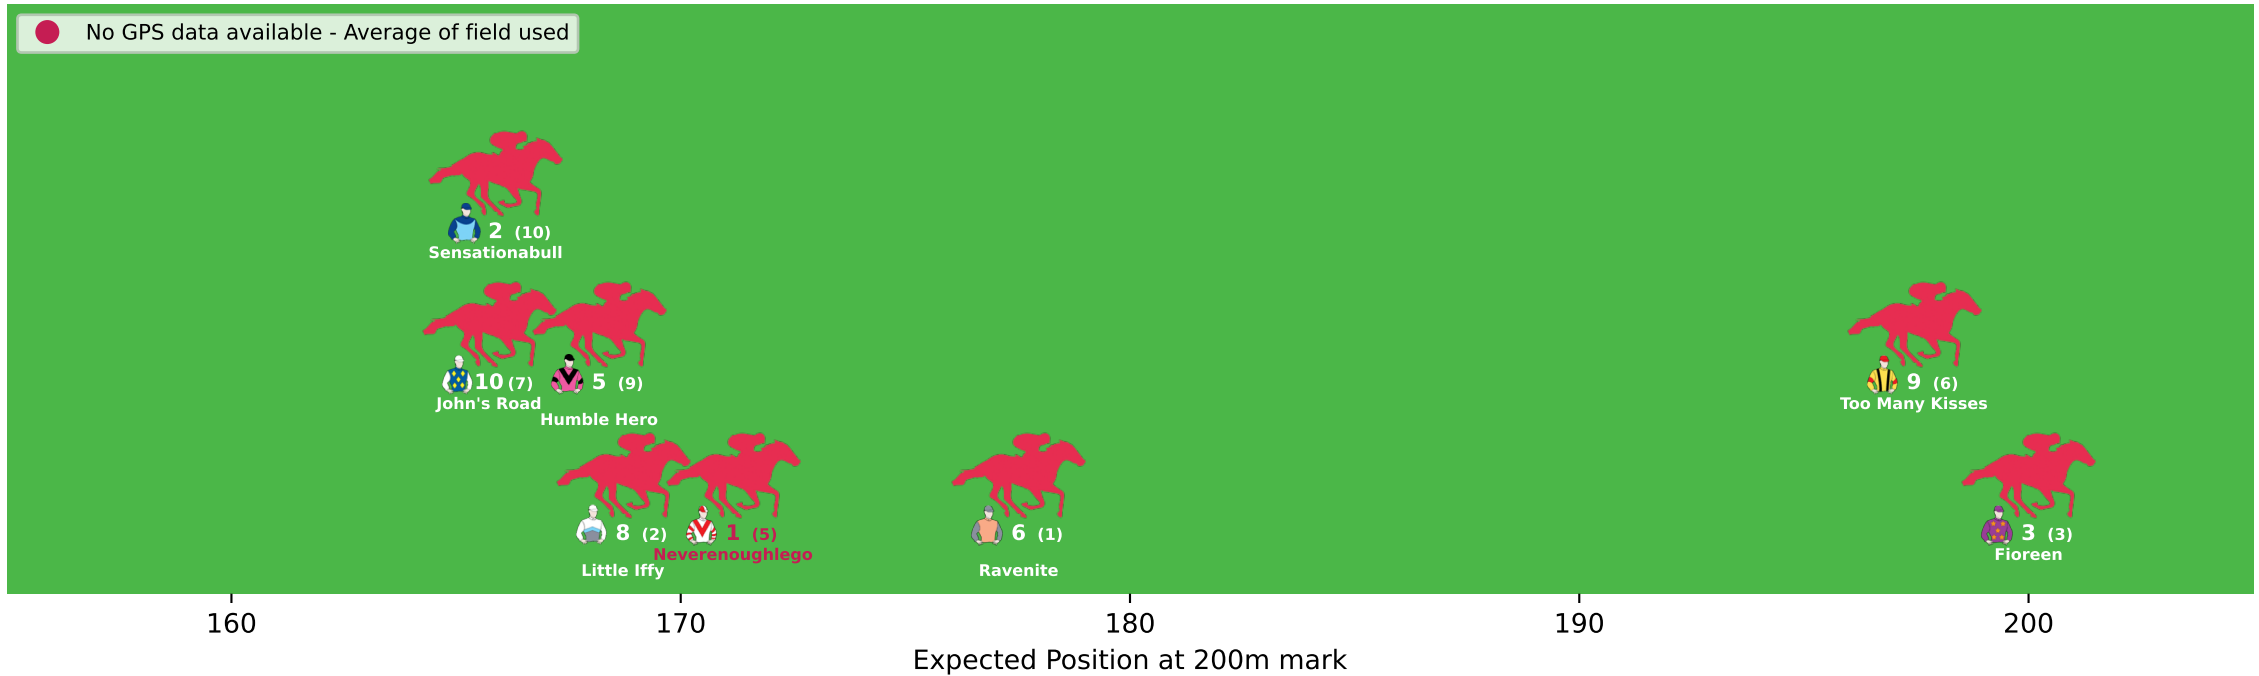 No GPS data available - Average of field used
2 (10)
Sensationabull
10 (7)
John's Road
5 (9)
Humble Hero
9 (6)
Too Many Kisses
8 (2)
Little Iffy
1 (5)
Neverenoughlego
6 (1)
Ravenite
3 (3)
Fioreen
160 170 180 190 200
Expected Position at 200m mark